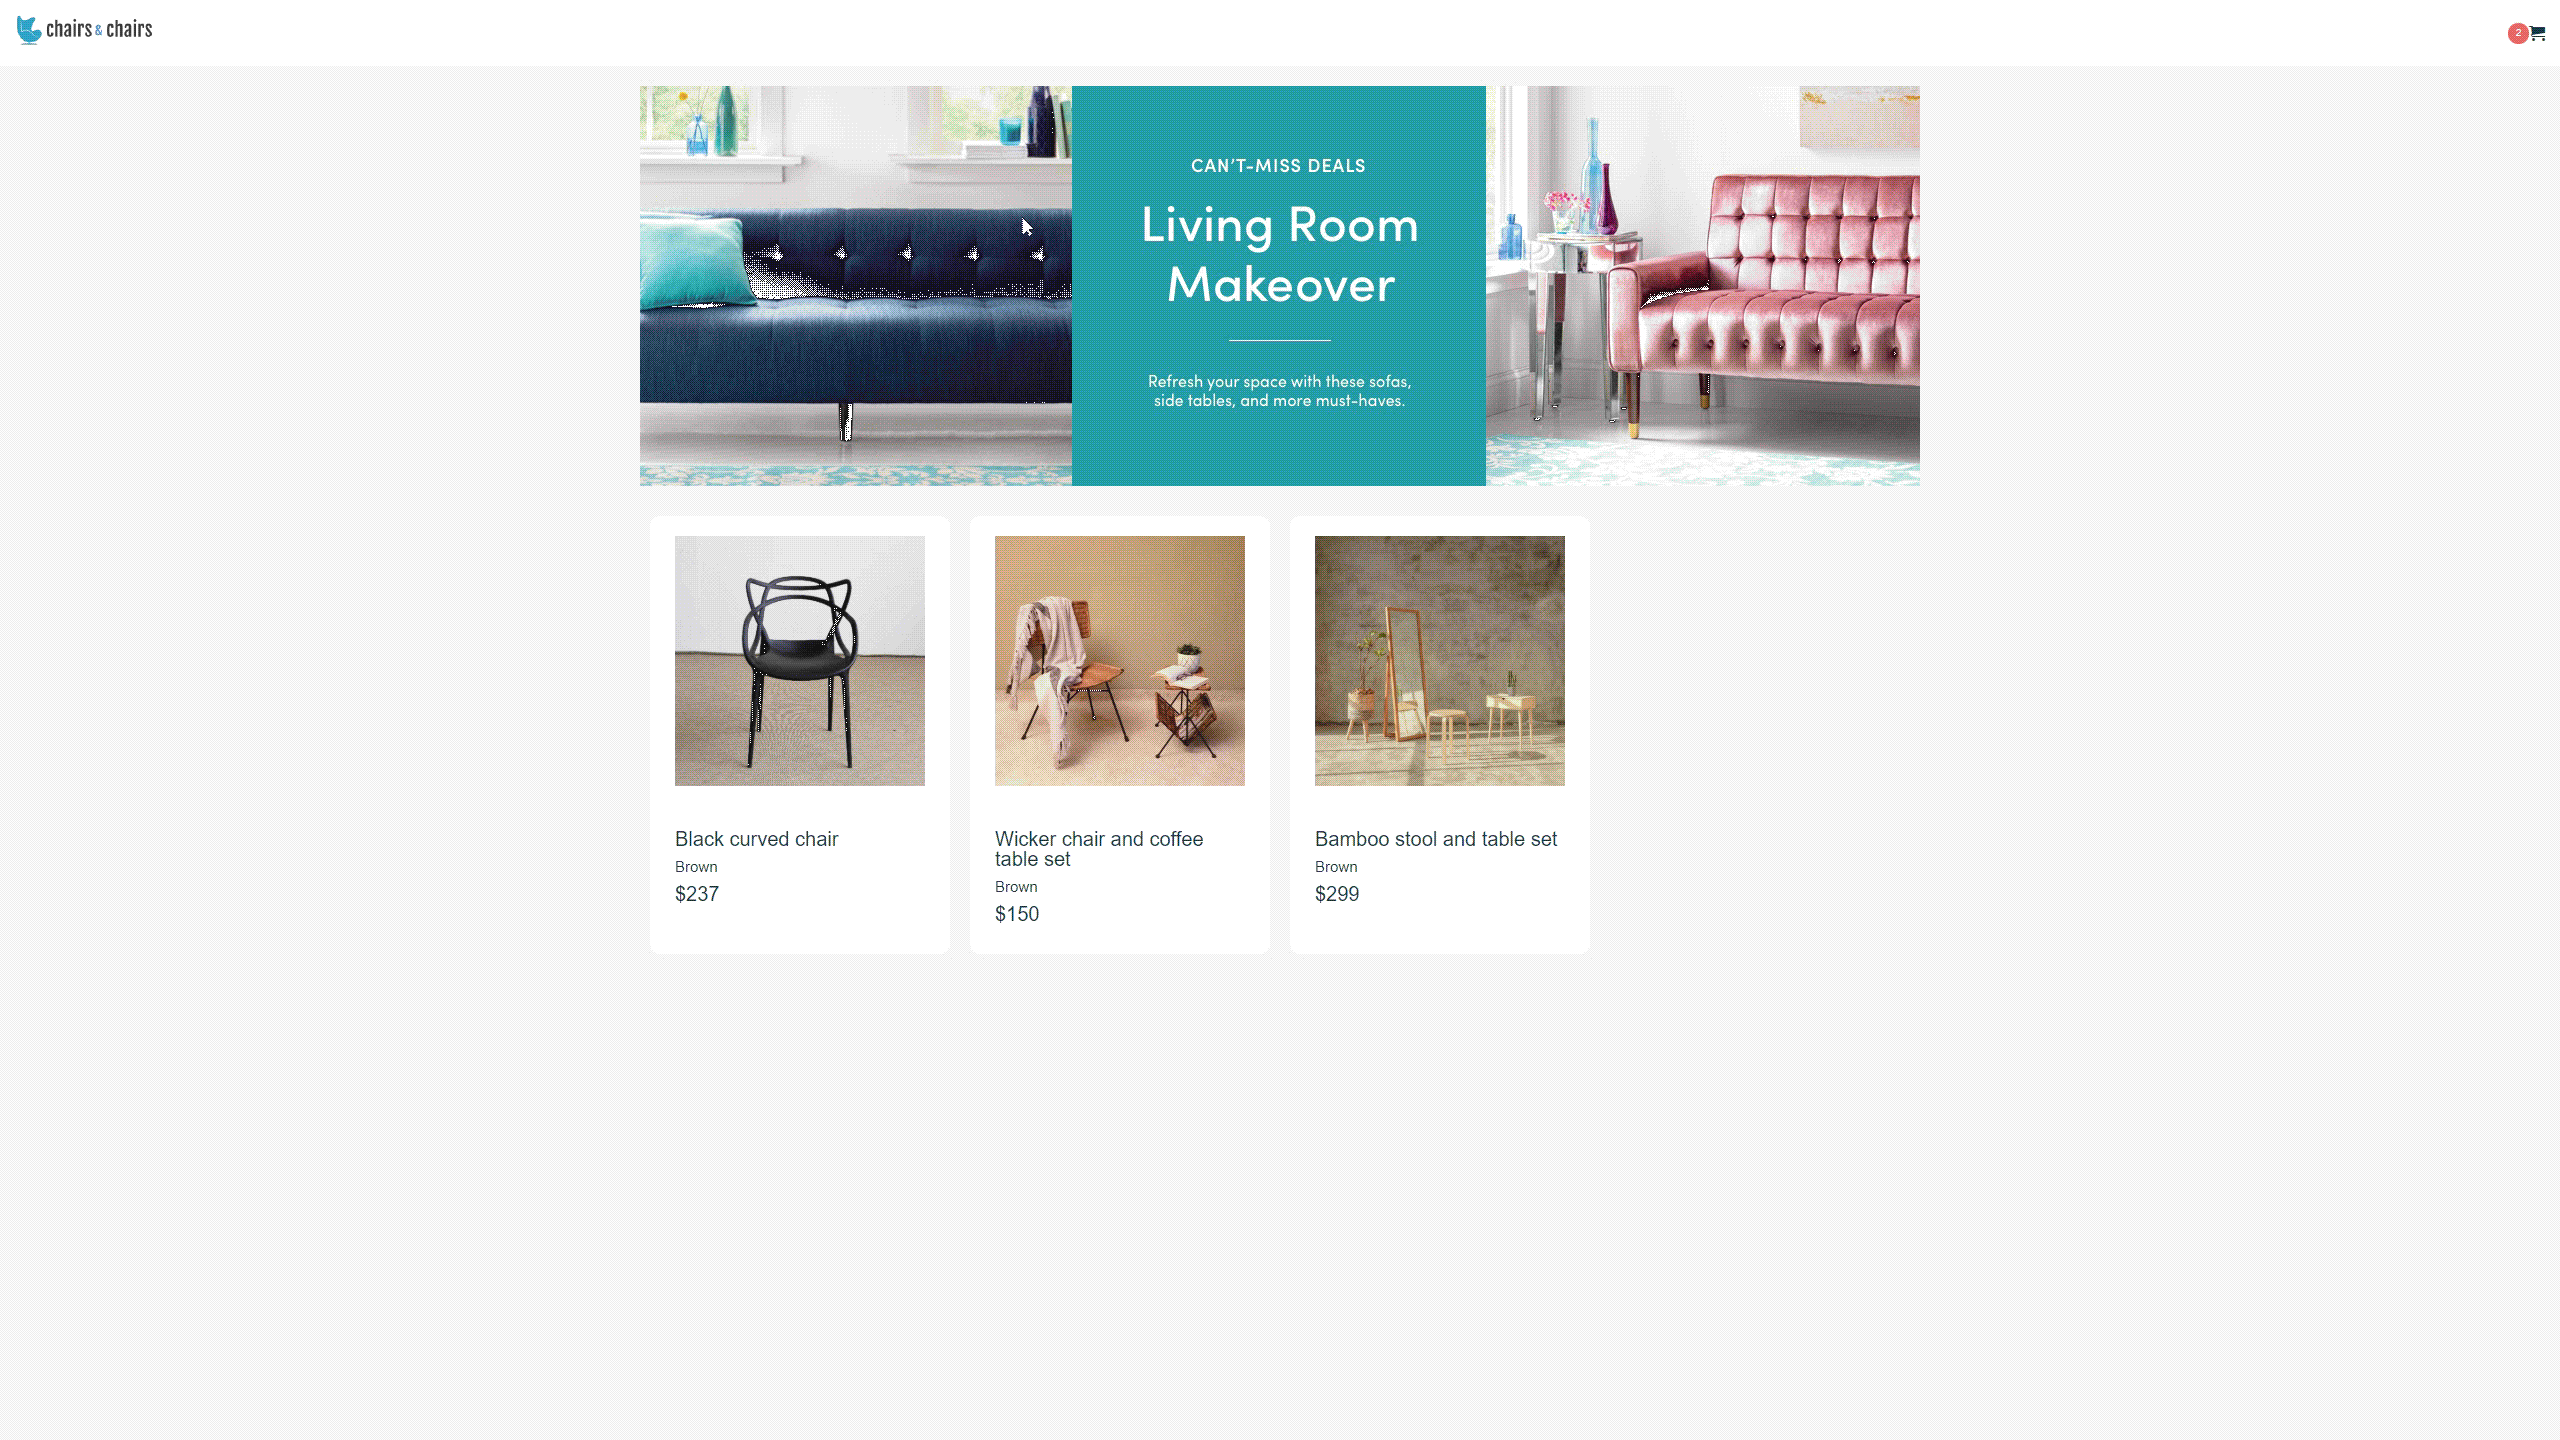 chairs & chairs
2
CAN'T-MISS DEALS
Living Room
Makeover
Refresh your space with these sofas,
side tables, and more must-haves.
Black curved chair
Brown
$237
Wicker chair and coffee
table set
Brown
$150
Bamboo stool and table set
Brown
$299